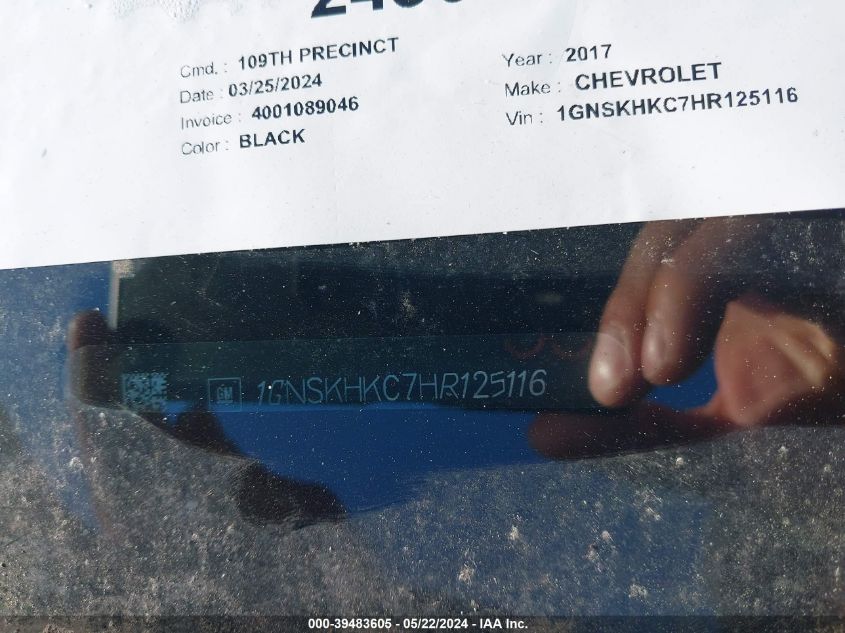 Cmd. : 109TH PRECINCT
Date : 03/25/2024
Invoice : 4001089046
Color : BLACK
Year : 2017
Make : CHEVROLET
Vin : 1GNSKHKC7HR125116
GM 1GNSKHKC7HR125116
000-39483605 - 05/22/2024 - IAA Inc.